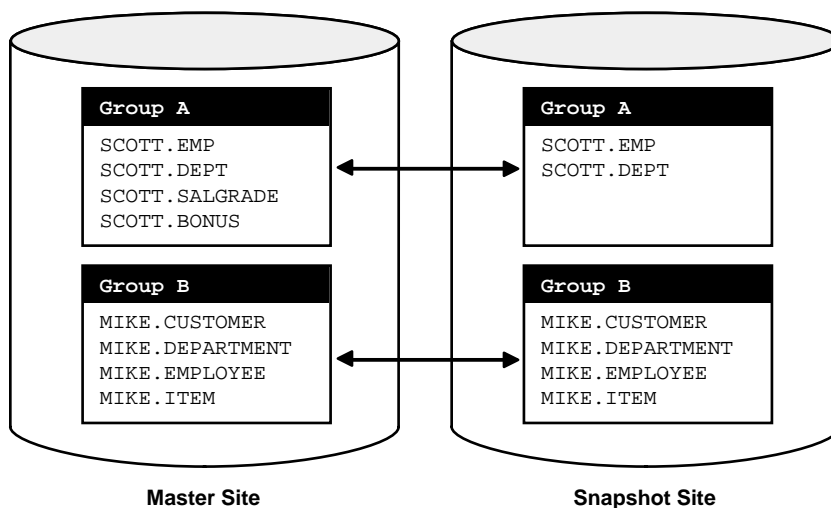 Group A
SCOTT.EMP
SCOTT.DEPT
SCOTT.SALGRADE
SCOTT.BONUS
Group B
MIKE.CUSTOMER
MIKE.DEPARTMENT
MIKE.EMPLOYEE
MIKE.ITEM
Master Site
Group A
SCOTT.EMP
SCOTT.DEPT
Group B
MIKE.CUSTOMER
MIKE.DEPARTMENT
MIKE.EMPLOYEE
MIKE.ITEM
Snapshot Site